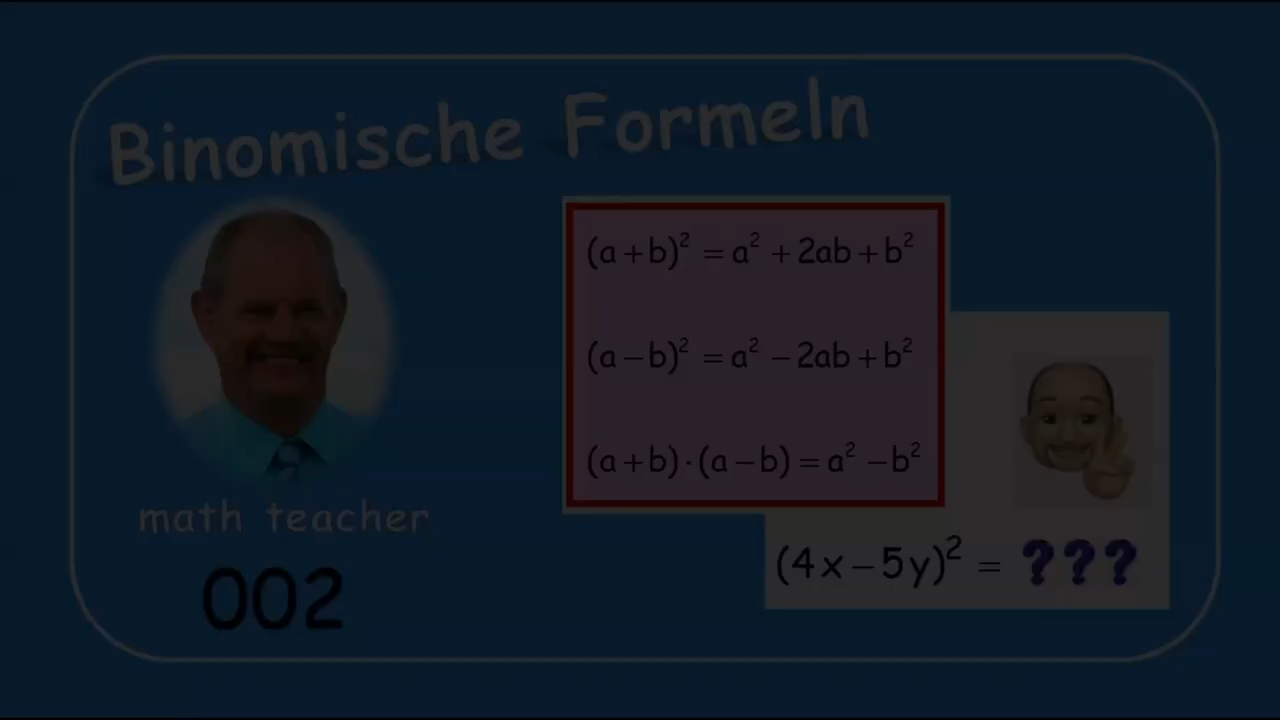 Binomische Formeln
(a+b)² = a² + 2ab + b²
(a−b)² = a² − 2ab + b²
(a+b)·(a−b) = a² − b²
math teacher
002
(4x−5y)² = ???